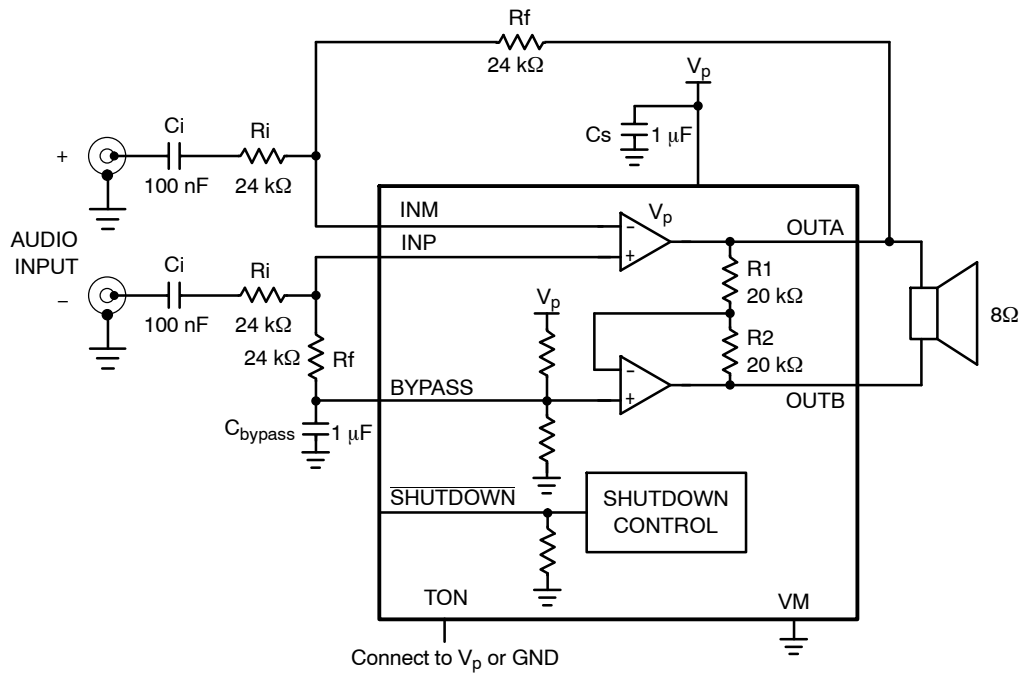 Rf
24 kΩ
Vp
Cs
1 μF
+
Ci
100 nF
Ri
24 kΩ
INM
INP
Vp
−
+
OUTA
AUDIO
INPUT
−
Ci
100 nF
Ri
24 kΩ
24 kΩ
Rf
R1
20 kΩ
Vp
R2
20 kΩ
8Ω
−
+
BYPASS
OUTB
Cbypass
1 μF
SHUTDOWN
SHUTDOWN
CONTROL
TON
VM
Connect to Vp or GND